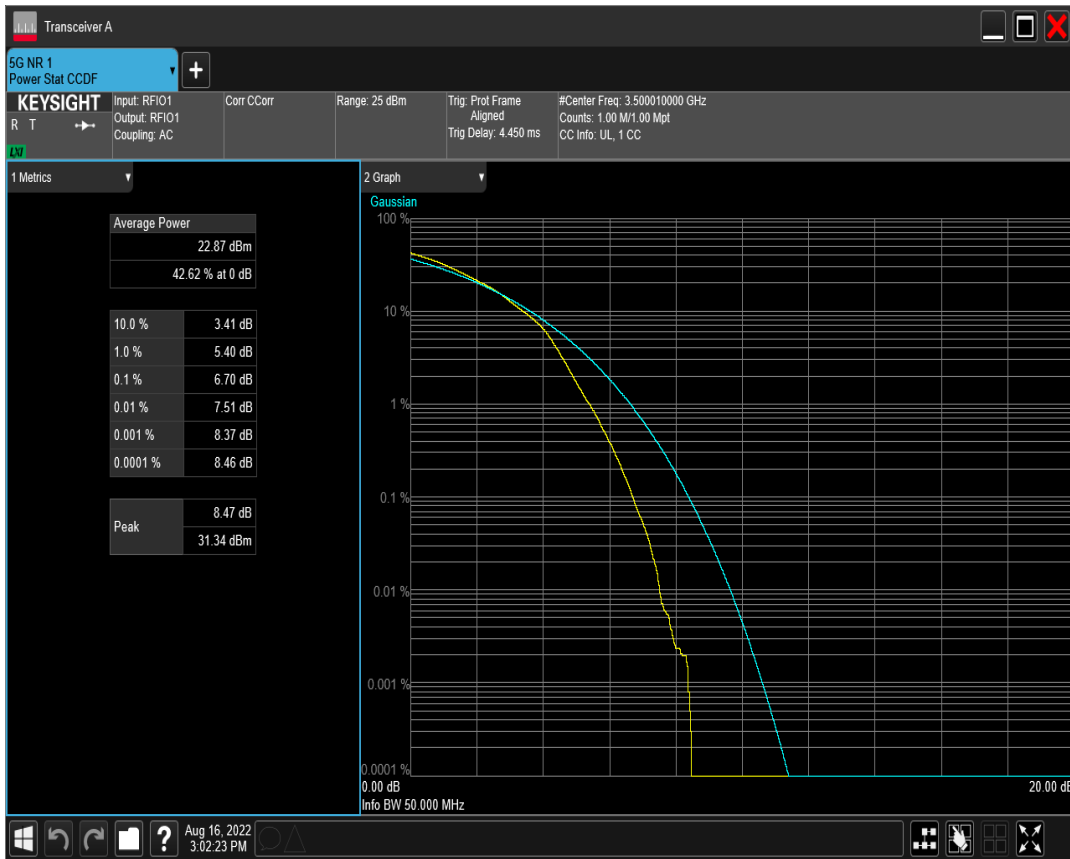 Transceiver A
5G NR 1
Power Stat CCDF
KEYSIGHT
R T
LXI
Input: RFIO1
Output: RFIO1
Coupling: AC
Corr CCorr
Range: 25 dBm
Trig: Prot Frame
Aligned
Trig Delay: 4.450 ms
#Center Freq: 3.500010000 GHz
Counts: 1.00 M/1.00 Mpt
CC Info: UL, 1 CC
1 Metrics
Average Power
22.87 dBm
42.62 % at 0 dB
10.0 % 3.41 dB
1.0 % 5.40 dB
0.1 % 6.70 dB
0.01 % 7.51 dB
0.001 % 8.37 dB
0.0001 % 8.46 dB
Peak
8.47 dB
31.34 dBm
2 Graph
Gaussian
100 %
10 %
1 %
0.1 %
0.01 %
0.001 %
0.0001 %
0.00 dB 20.00 dB
Info BW 50.000 MHz
Aug 16, 2022
3:02:23 PM